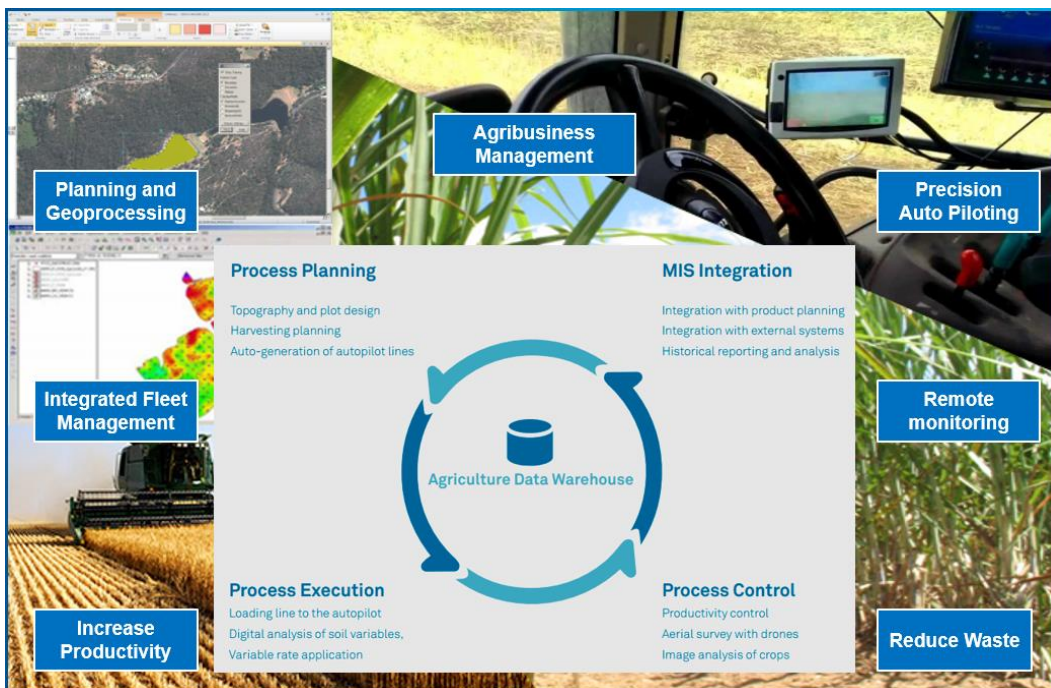 Agribusiness
Management
Planning and
Geoprocessing
Precision
Auto Piloting
Process Planning
Topography and plot design
Harvesting planning
Auto-generation of autopilot lines
MIS Integration
Integration with product planning
Integration with external systems
Historical reporting and analysis
Integrated Fleet
Management
Remote
monitoring
Agriculture Data Warehouse
Process Execution
Loading line to the autopilot
Digital analysis of soil variables,
Variable rate application
Process Control
Productivity control
Aerial survey with drones
Image analysis of crops
Increase
Productivity
Reduce Waste